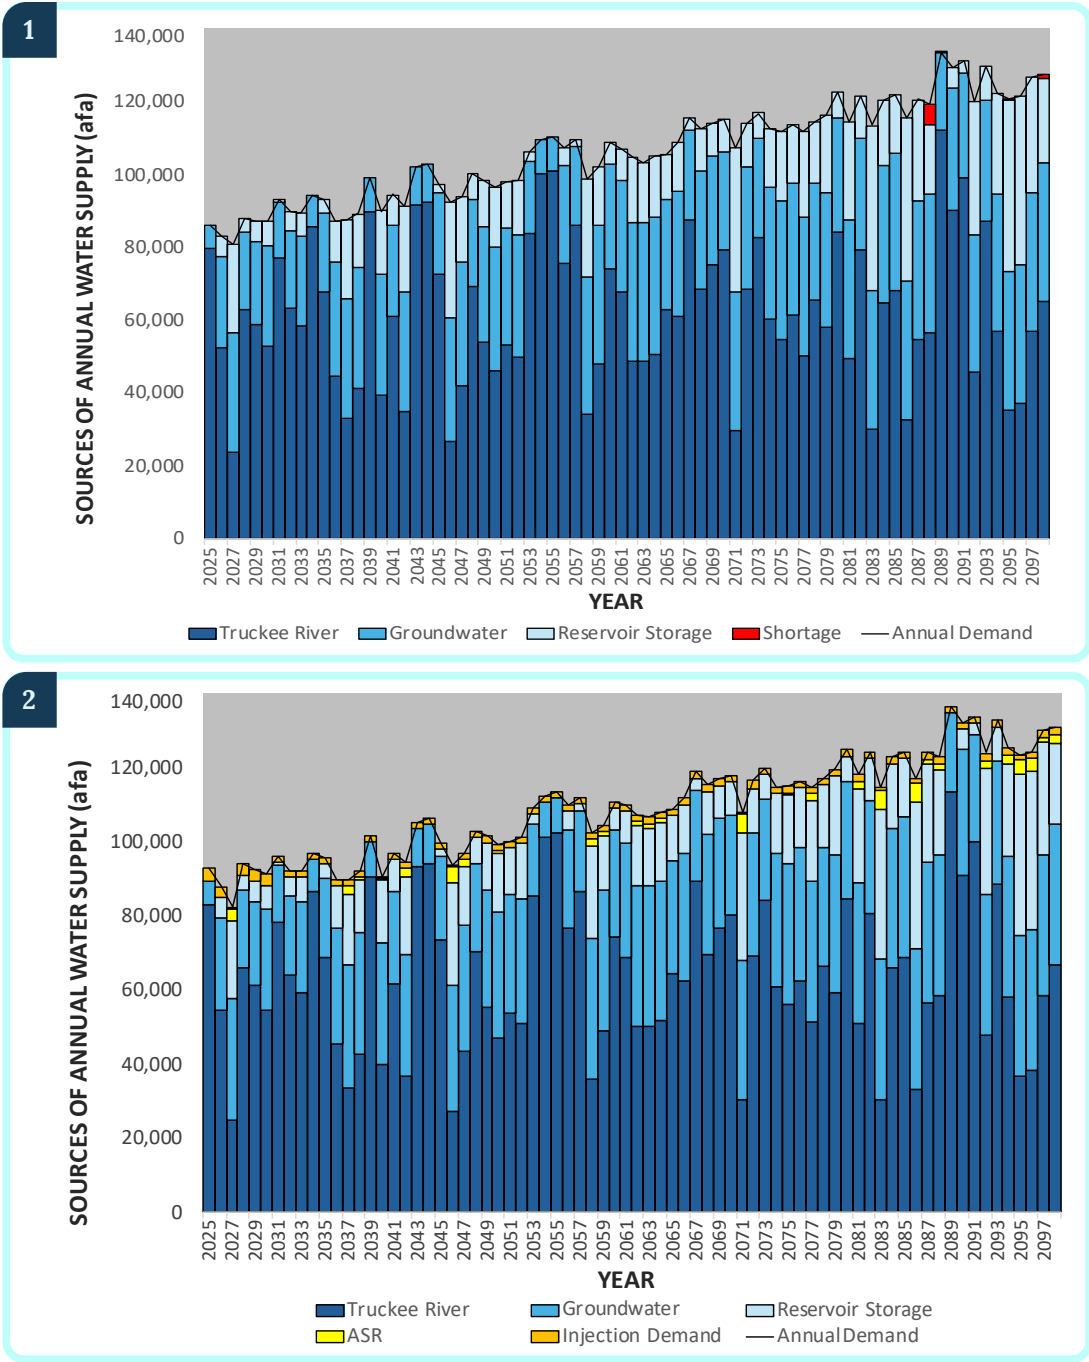 1
SOURCES OF ANNUAL WATER SUPPLY (afa)
140,000
120,000
100,000
80,000
60,000
40,000
20,000
0
2025 2027 2029 2031 2033 2035 2037 2039 2041 2043 2045 2047 2049 2051 2053 2055 2057 2059 2061 2063 2065 2067 2069 2071 2073 2075 2077 2079 2081 2083 2085 2087 2089 2091 2093 2095 2097
YEAR
Truckee River Groundwater Reservoir Storage Shortage Annual Demand
2
SOURCES OF ANNUAL WATER SUPPLY (afa)
140,000
120,000
100,000
80,000
60,000
40,000
20,000
0
2025 2027 2029 2031 2033 2035 2037 2039 2041 2043 2045 2047 2049 2051 2053 2055 2057 2059 2061 2063 2065 2067 2069 2071 2073 2075 2077 2079 2081 2083 2085 2087 2089 2091 2093 2095 2097
YEAR
Truckee River Groundwater Reservoir Storage
ASR Injection Demand Annual Demand